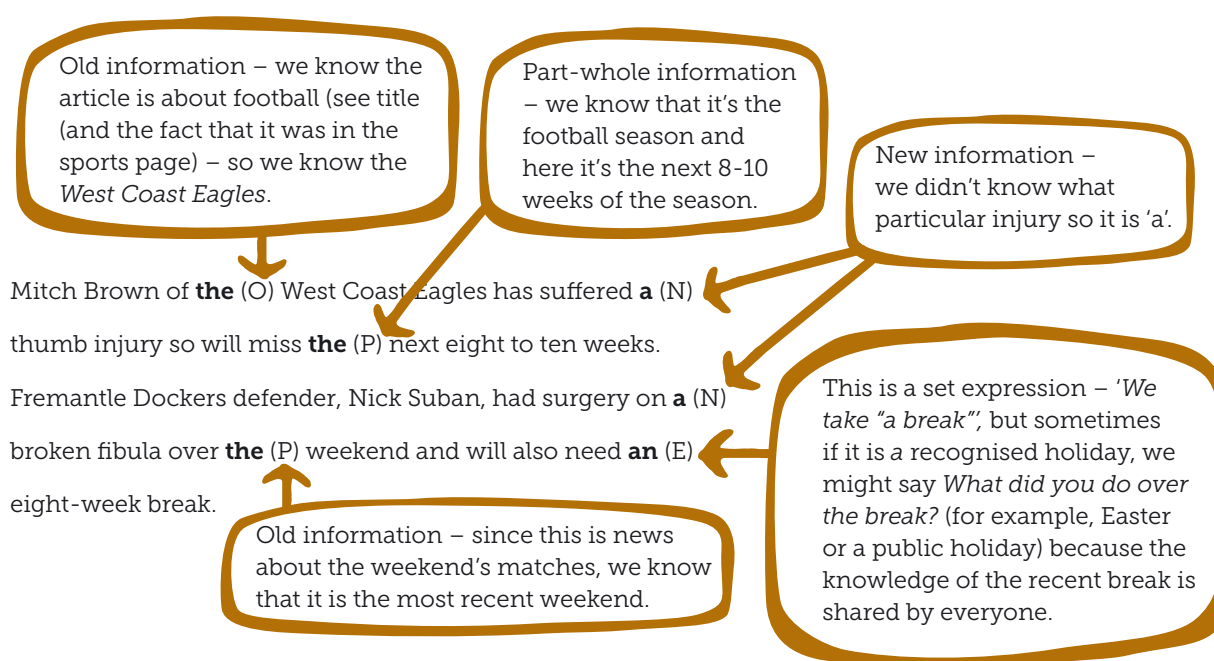 Old information – we know the
article is about football (see title
(and the fact that it was in the
sports page) – so we know the
West Coast Eagles.
Part-whole information
– we know that it's the
football season and
here it's the next 8-10
weeks of the season.
New information –
we didn't know what
particular injury so it is 'a'.
Mitch Brown of the (O) West Coast Eagles has suffered a (N)
thumb injury so will miss the (P) next eight to ten weeks.
Fremantle Dockers defender, Nick Suban, had surgery on a (N)
broken fibula over the (P) weekend and will also need an (E)
eight-week break.
This is a set expression – 'We
take "a break"', but sometimes
if it is a recognised holiday, we
might say What did you do over
the break? (for example, Easter
or a public holiday) because the
knowledge of the recent break is
shared by everyone.
Old information – since this is news
about the weekend's matches, we know
that it is the most recent weekend.